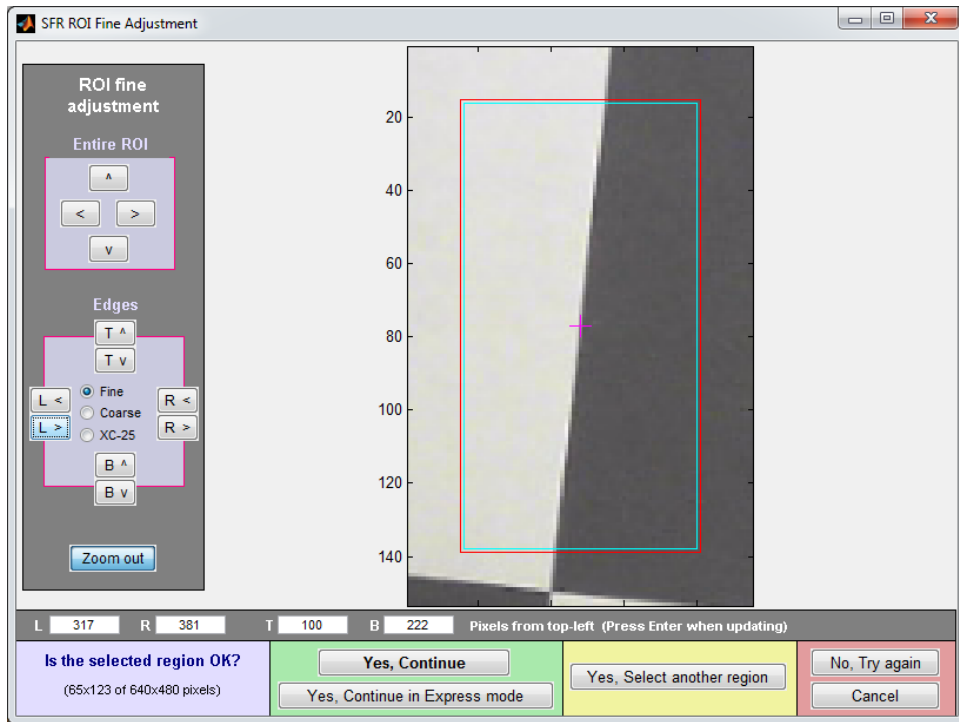 SFR ROI Fine Adjustment
ROI fine
adjustment
Entire ROI
^
< >
v
Edges
T ^
T v
Fine
L < R <
Coarse
L > R >
XC-25
B ^
B v
Zoom out
20
40
60
80
100
120
140
L 317 R 381 T 100 B 222 Pixels from top-left (Press Enter when updating)
Is the selected region OK?
(65x123 of 640x480 pixels)
Yes, Continue
Yes, Continue in Express mode
Yes, Select another region
No, Try again
Cancel